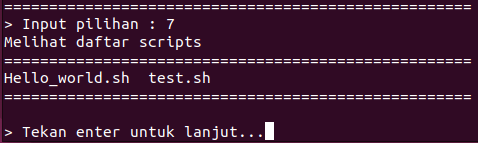 ====================================================
> Input pilihan : 7
Melihat daftar scripts
====================================================
Hello_world.sh  test.sh
====================================================
> Tekan enter untuk lanjut...